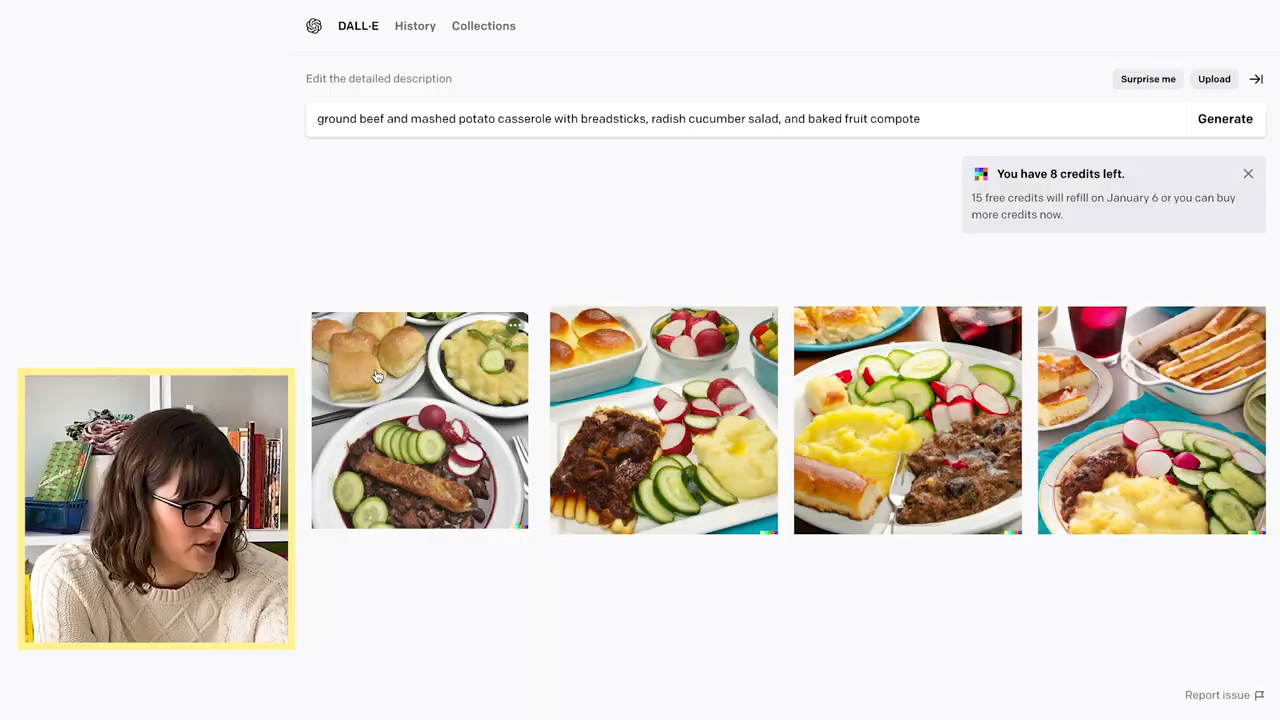 DALL·E History Collections
Edit the detailed description
Surprise me Upload
ground beef and mashed potato casserole with breadsticks, radish cucumber salad, and baked fruit compote
Generate
You have 8 credits left.
15 free credits will refill on January 6 or you can buy
more credits now.
Report issue